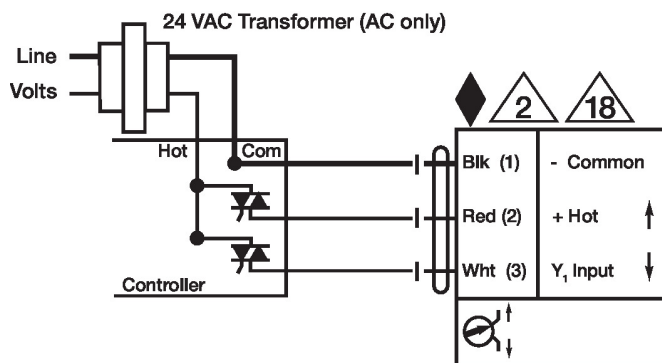 24 VAC Transformer (AC only)
Line
Volts
Hot Com
2 18
Blk (1) - Common
Red (2) + Hot
Wht (3) Y₁ Input
Controller